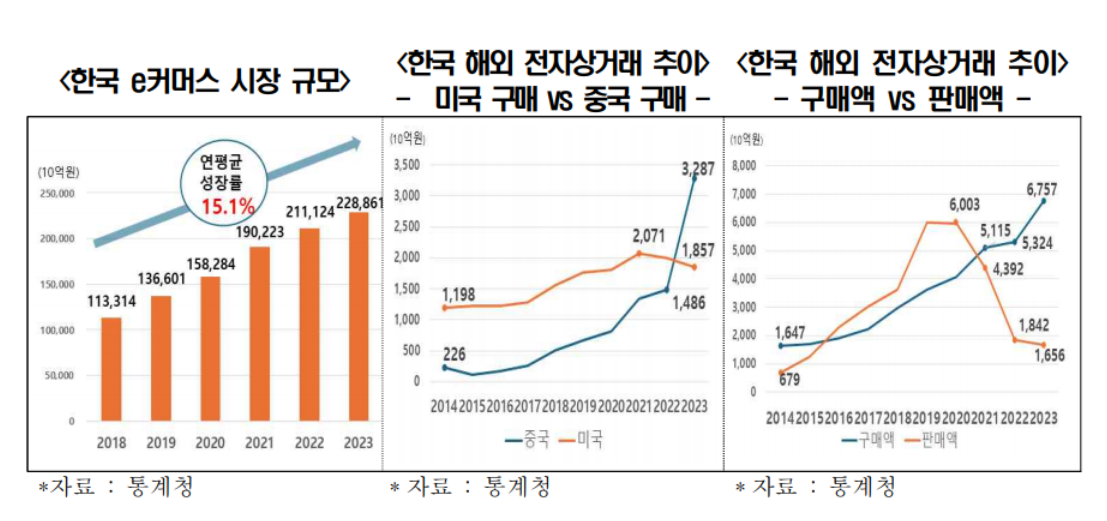 <한국 e커머스 시장 규모>
(10억원)
연평균
성장률
15.1%
250,000
200,000
150,000
100,000
50,000
0
113,314
136,601
158,284
190,223
211,124
228,861
2018 2019 2020 2021 2022 2023
*자료 : 통계청
<한국 해외 전자상거래 추이>
- 미국 구매 vs 중국 구매 -
(10억원)
3,500
3,000
2,500
2,000
1,500
1,000
500
0
3,287
2,071
1,857
1,198
1,486
226
2014 2015 2016 2017 2018 2019 2020 2021 2022 2023
중국 미국
* 자료 : 통계청
<한국 해외 전자상거래 추이>
- 구매액 vs 판매액 -
(10억원)
8,000
7,000
6,000
5,000
4,000
3,000
2,000
1,000
0
6,757
6,003
5,115
5,324
4,392
1,647
1,842
1,656
679
2014 2015 2016 2017 2018 2019 2020 2021 2022 2023
구매액 판매액
* 자료 : 통계청